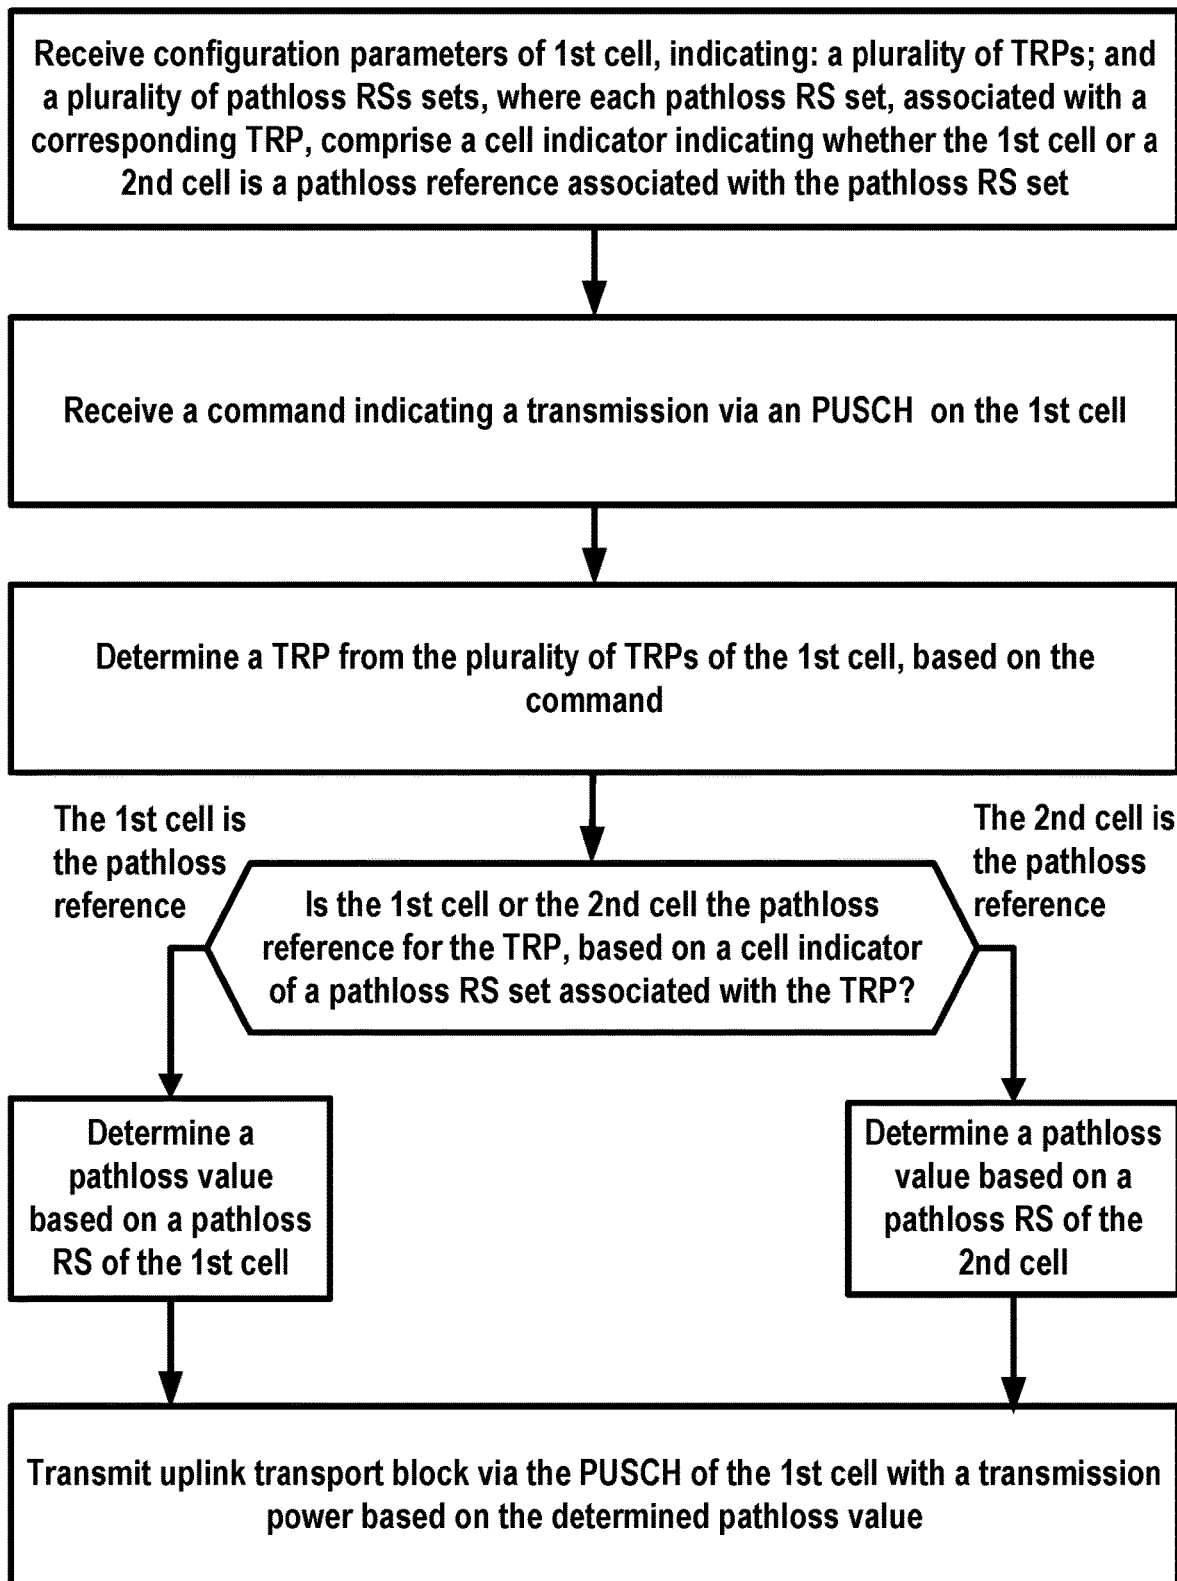 Receive configuration parameters of 1st cell, indicating: a plurality of TRPs; and
a plurality of pathloss RSs sets, where each pathloss RS set, associated with a
corresponding TRP, comprise a cell indicator indicating whether the 1st cell or a
2nd cell is a pathloss reference associated with the pathloss RS set
Receive a command indicating a transmission via an PUSCH on the 1st cell
Determine a TRP from the plurality of TRPs of the 1st cell, based on the
command
The 1st cell is
the pathloss
reference
The 2nd cell is
the pathloss
reference
Is the 1st cell or the 2nd cell the pathloss
reference for the TRP, based on a cell indicator
of a pathloss RS set associated with the TRP?
Determine a
pathloss value
based on a pathloss
RS of the 1st cell
Determine a pathloss
value based on a
pathloss RS of the
2nd cell
Transmit uplink transport block via the PUSCH of the 1st cell with a transmission
power based on the determined pathloss value